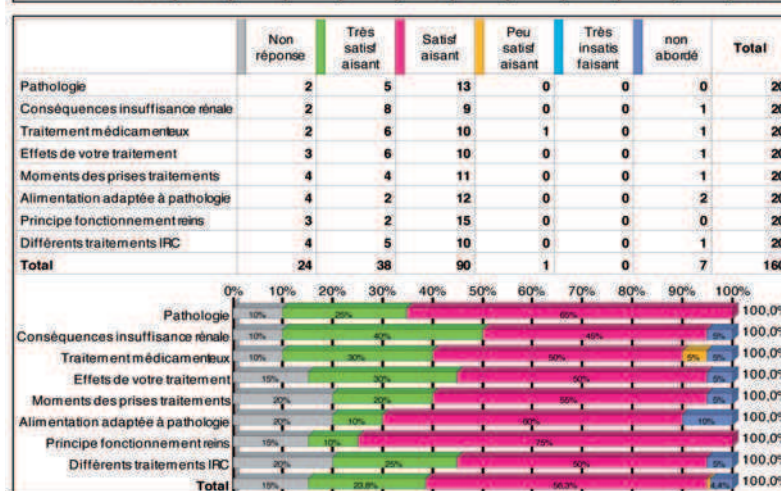 Non réponse Très satisf aisant Satisf aisant Peu satisf aisant Très insatis faisant non abordé Total
Pathologie 2 5 13 0 0 0 20
Conséquences insuffisance rénale 2 8 9 0 0 1 20
Traitement médicamenteux 2 6 10 1 0 1 20
Effets de votre traitement 3 6 10 0 0 1 20
Moments des prises traitements 4 4 11 0 0 1 20
Alimentation adaptée à pathologie 4 2 12 0 0 2 20
Principe fonctionnement reins 3 2 15 0 0 0 20
Différents traitements IRC 4 5 10 0 0 1 20
Total 24 38 90 1 0 7 160
0% 10% 20% 30% 40% 50% 60% 70% 80% 90% 100%
Pathologie 10% 25% 65% 100,0%
Conséquences insuffisance rénale 10% 40% 45% 5% 100,0%
Traitement médicamenteux 10% 30% 50% 5% 5% 100,0%
Effets de votre traitement 15% 30% 50% 5% 100,0%
Moments des prises traitements 20% 20% 55% 5% 100,0%
Alimentation adaptée à pathologie 20% 10% 60% 10% 100,0%
Principe fonctionnement reins 15% 10% 75% 100,0%
Différents traitements IRC 20% 25% 50% 5% 100,0%
Total 15% 23,8% 56,3% 4,4% 100,0%